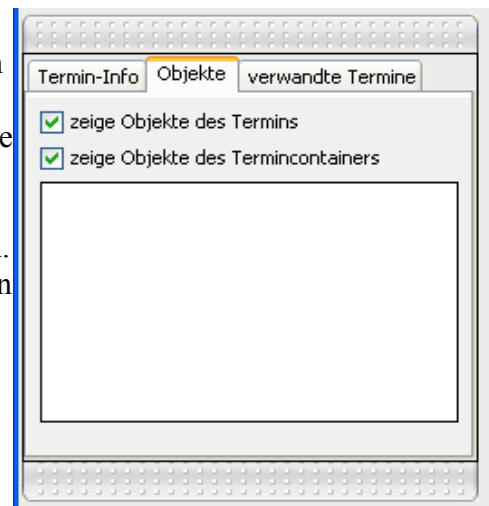 Termin-Info Objekte verwandte Termine
zeige Objekte des Termins
zeige Objekte des Termincontainers